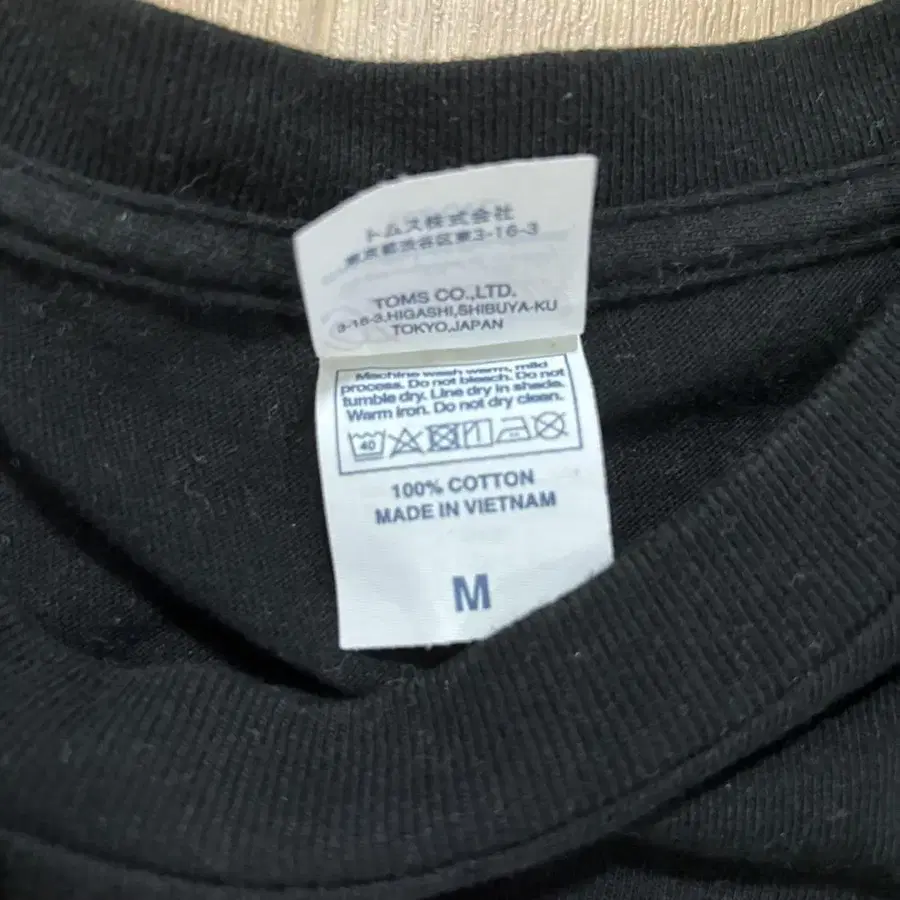 トムス株式会社
東京都渋谷区東3-16-3
TOMS CO.,LTD.
3-16-3,HIGASHI,SHIBUYA-KU
TOKYO,JAPAN
Machine wash warm, mild
process. Do not bleach. Do not
tumble dry. Line dry in shade.
Warm iron. Do not dry clean.
40
100% COTTON
MADE IN VIETNAM
M